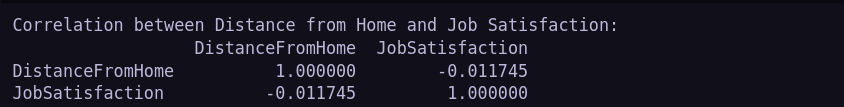 Correlation between Distance from Home and Job Satisfaction:
                  DistanceFromHome  JobSatisfaction
DistanceFromHome          1.000000        -0.011745
JobSatisfaction          -0.011745         1.000000